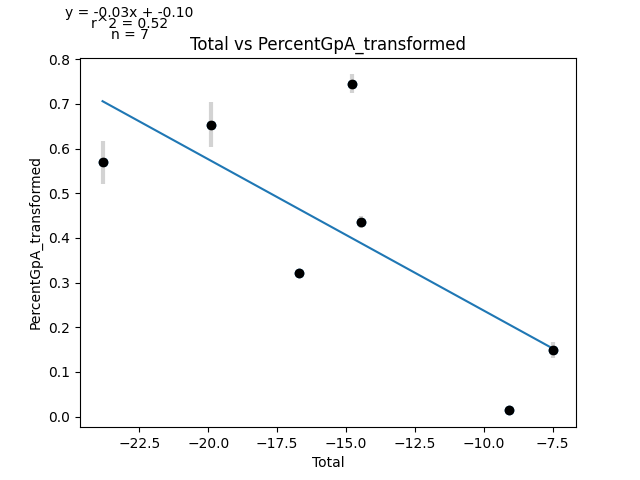 y = -0.03x + -0.10
r^2 = 0.52
n = 7
Total vs PercentGpA_transformed
PercentGpA_transformed
0.8
0.7
0.6
0.5
0.4
0.3
0.2
0.1
0.0
−22.5 −20.0 −17.5 −15.0 −12.5 −10.0 −7.5
Total